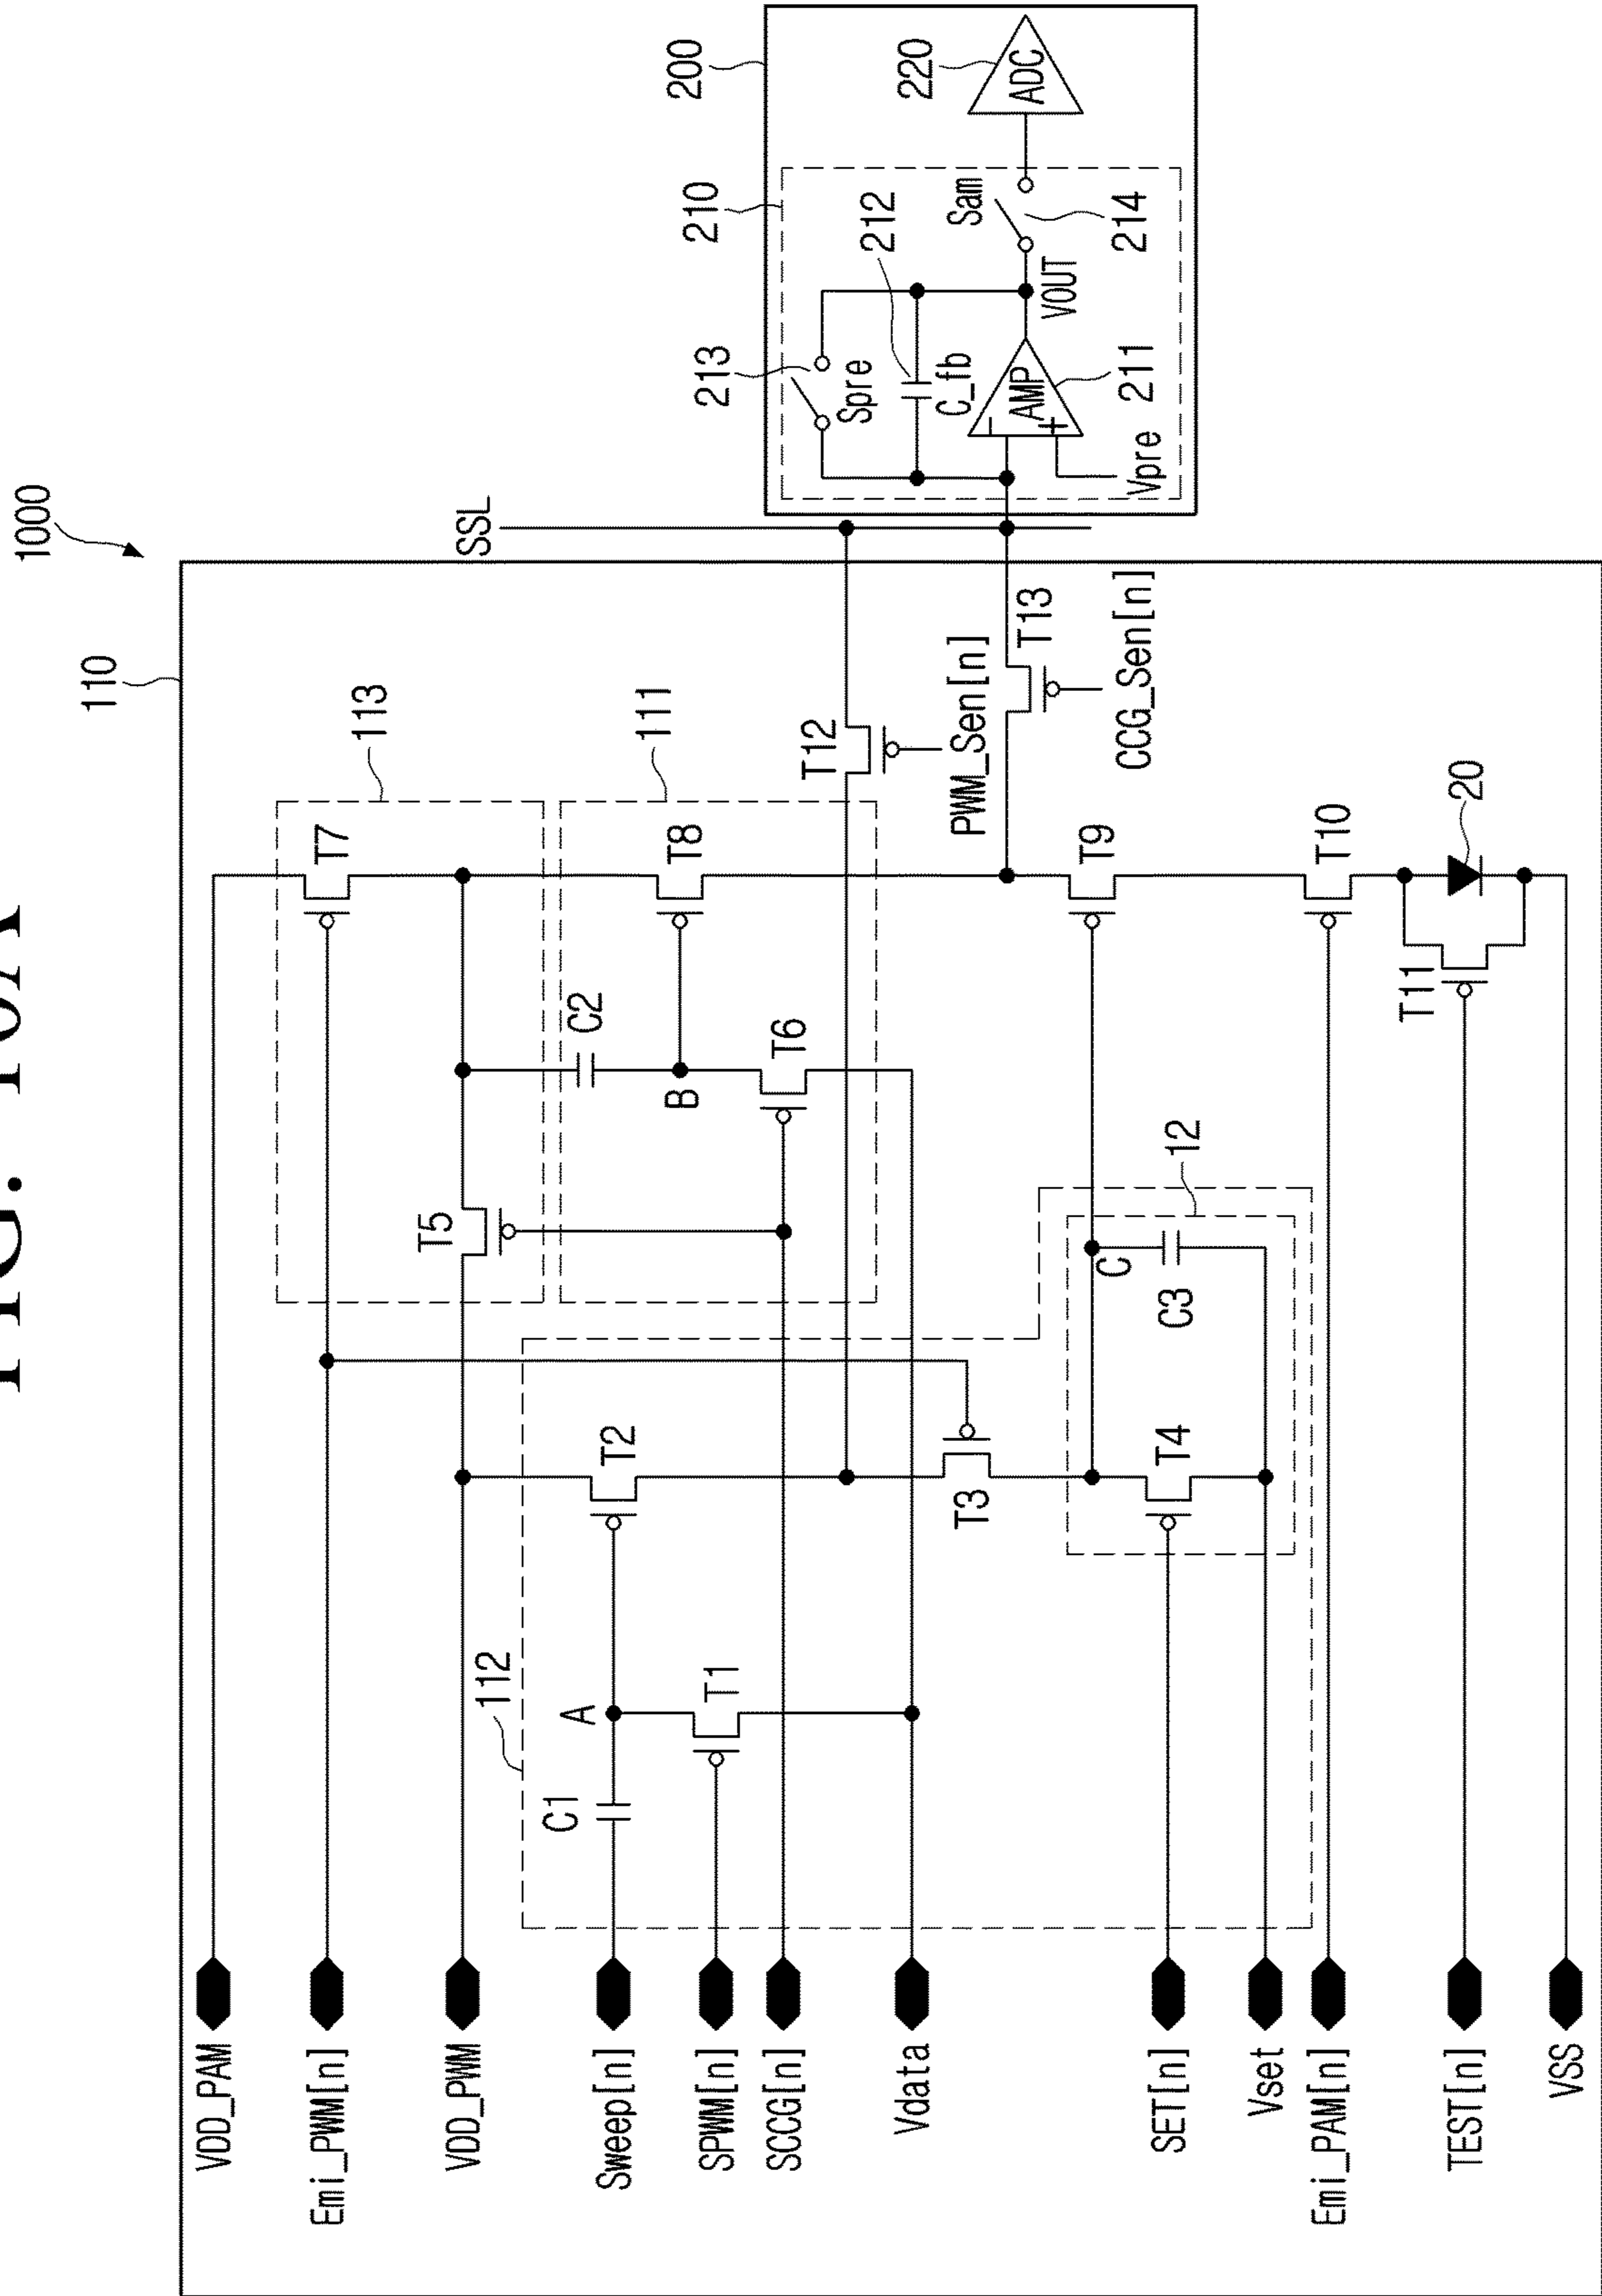 FIG. 10A
1000
110
200
210
220
ADC
212
Sam
214
213
Spre
C_fb
VOUT
AMP
-
+
211
Vpre
SSL
113
T7
111
T8
T12
PWM_Sen[n]
T13
CCG_Sen[n]
C2
B
T6
T5
T9
T10
20
T11
12
C
C3
T2
T3
T4
112
A
T1
C1
VDD_PAM
Emi_PWM[n]
VDD_PWM
Sweep[n]
SPWM[n]
SCCG[n]
Vdata
SET[n]
Vset
Emi_PAM[n]
TEST[n]
VSS